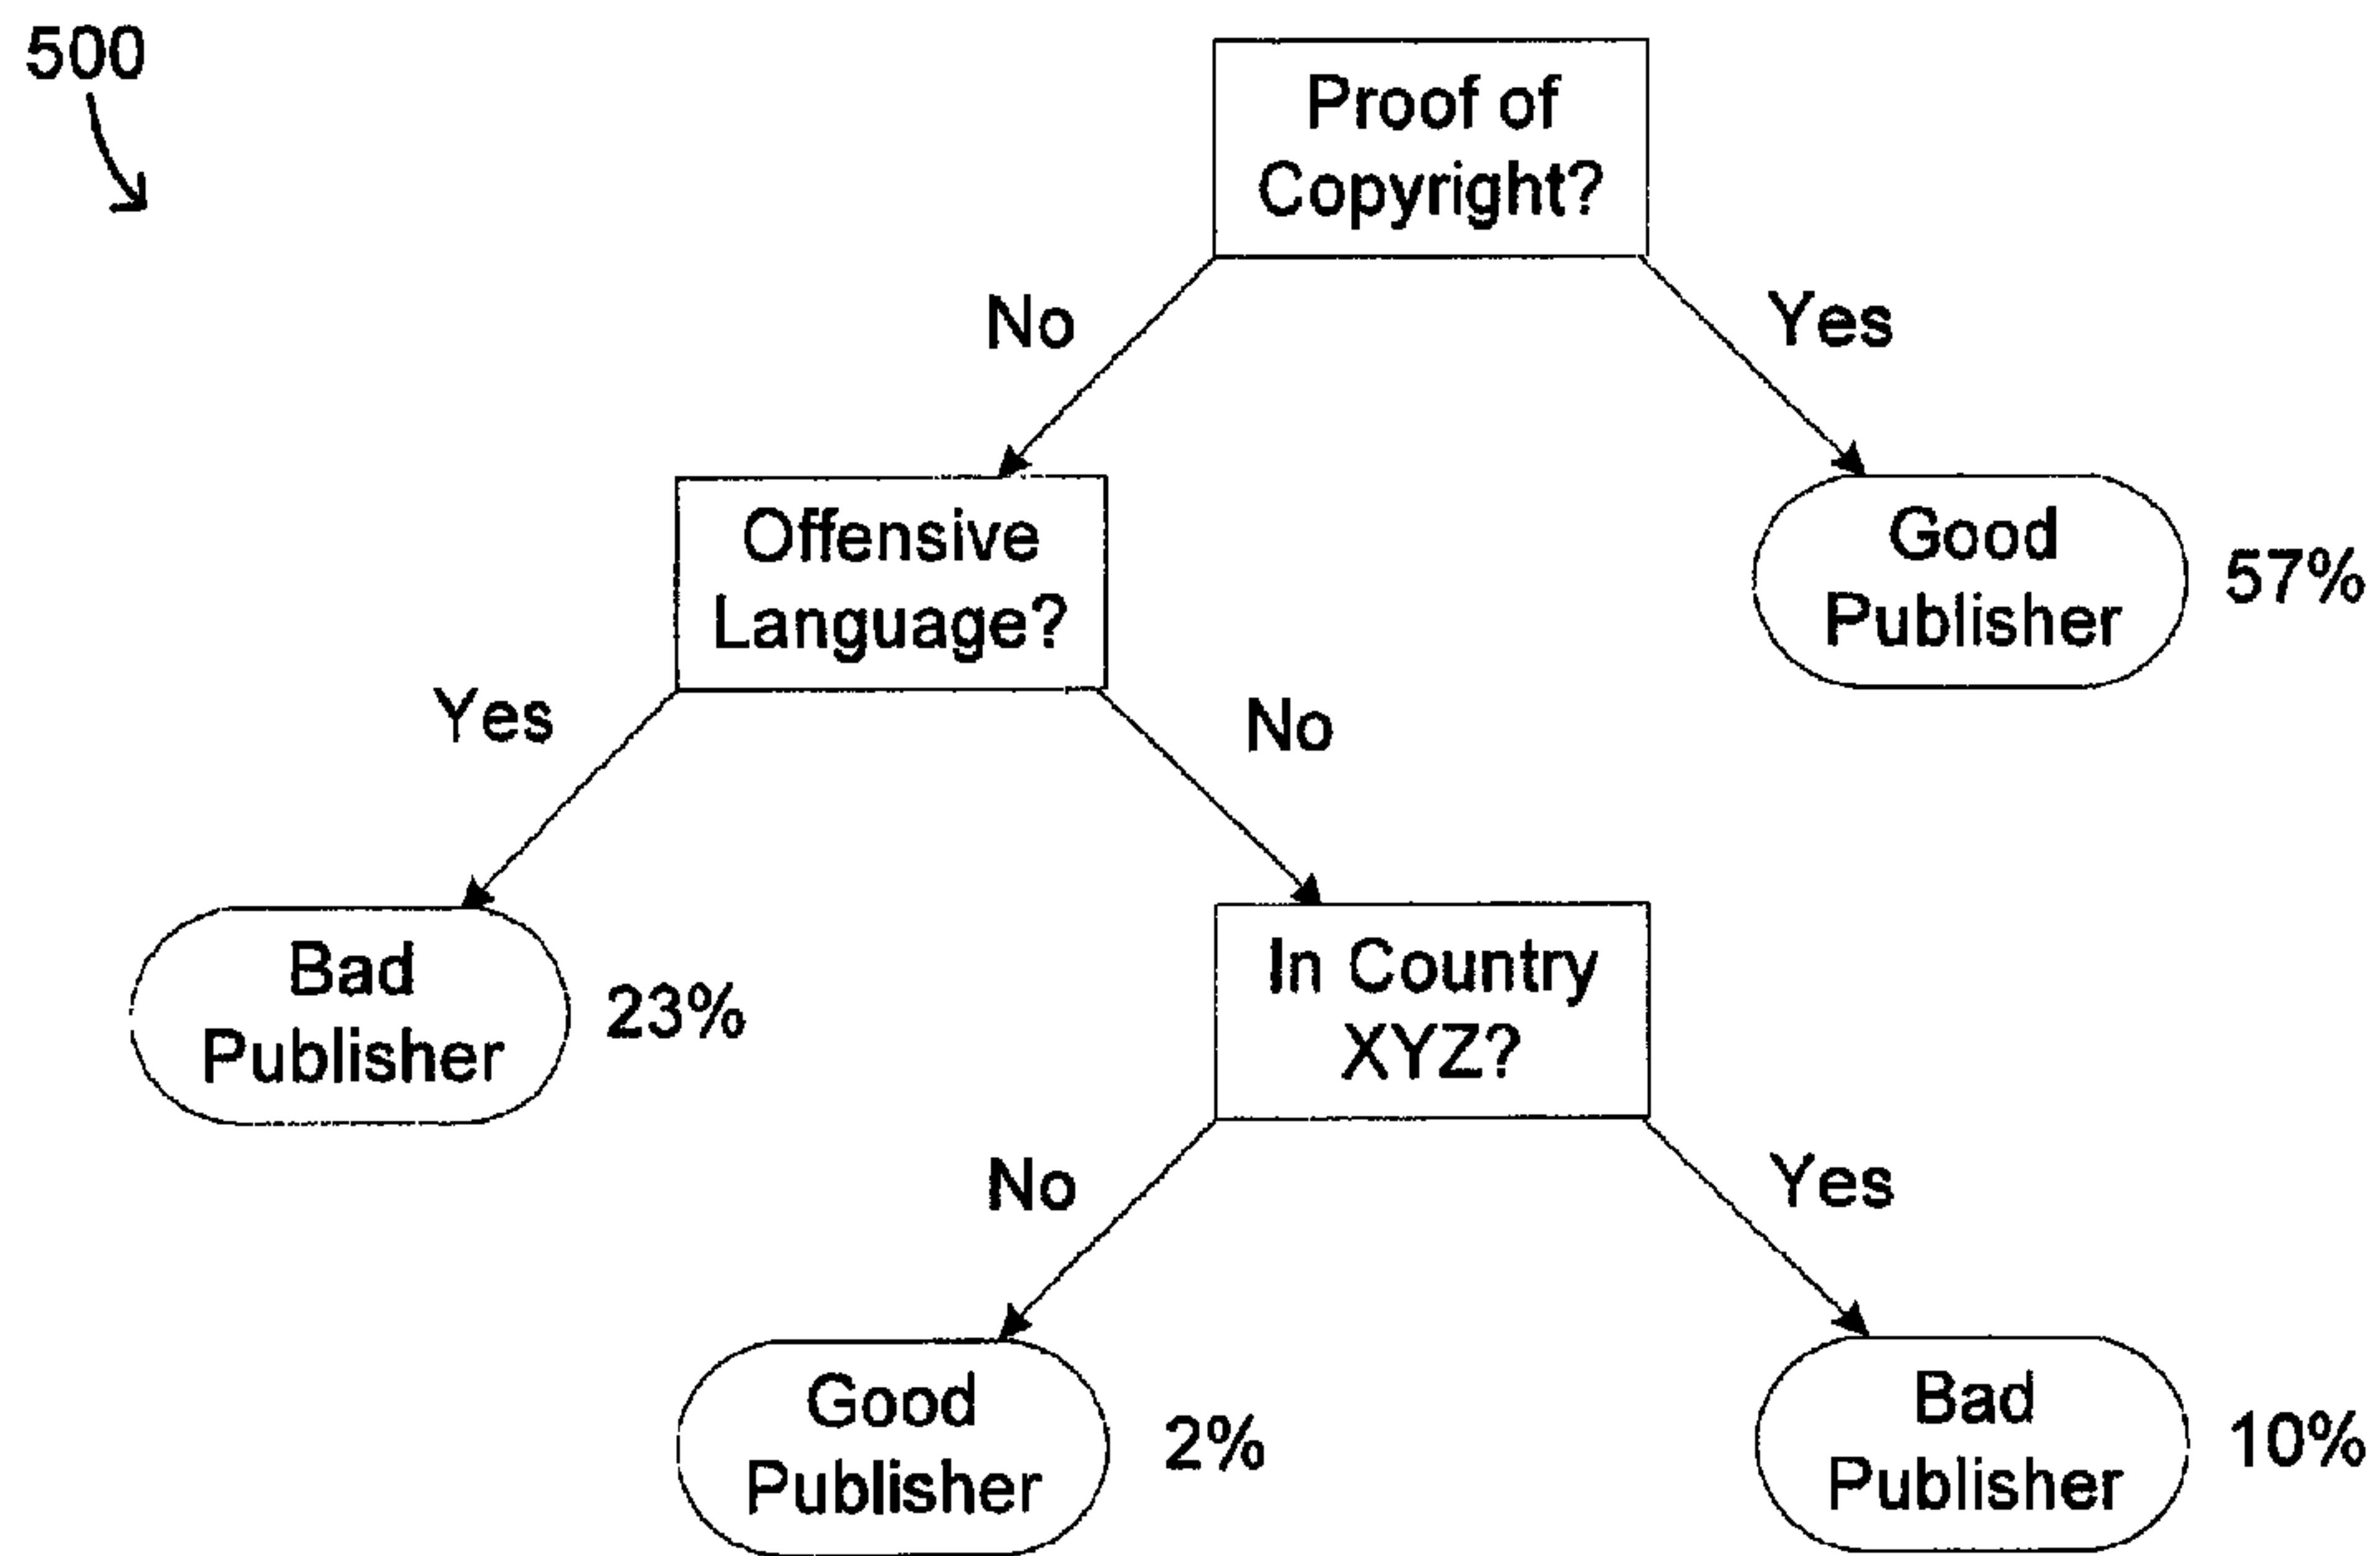 500
Proof of
Copyright?
No
Yes
Offensive
Language?
Good
Publisher
57%
Yes
No
Bad
Publisher
23%
In Country
XYZ?
No
Yes
Good
Publisher
2%
Bad
Publisher
10%